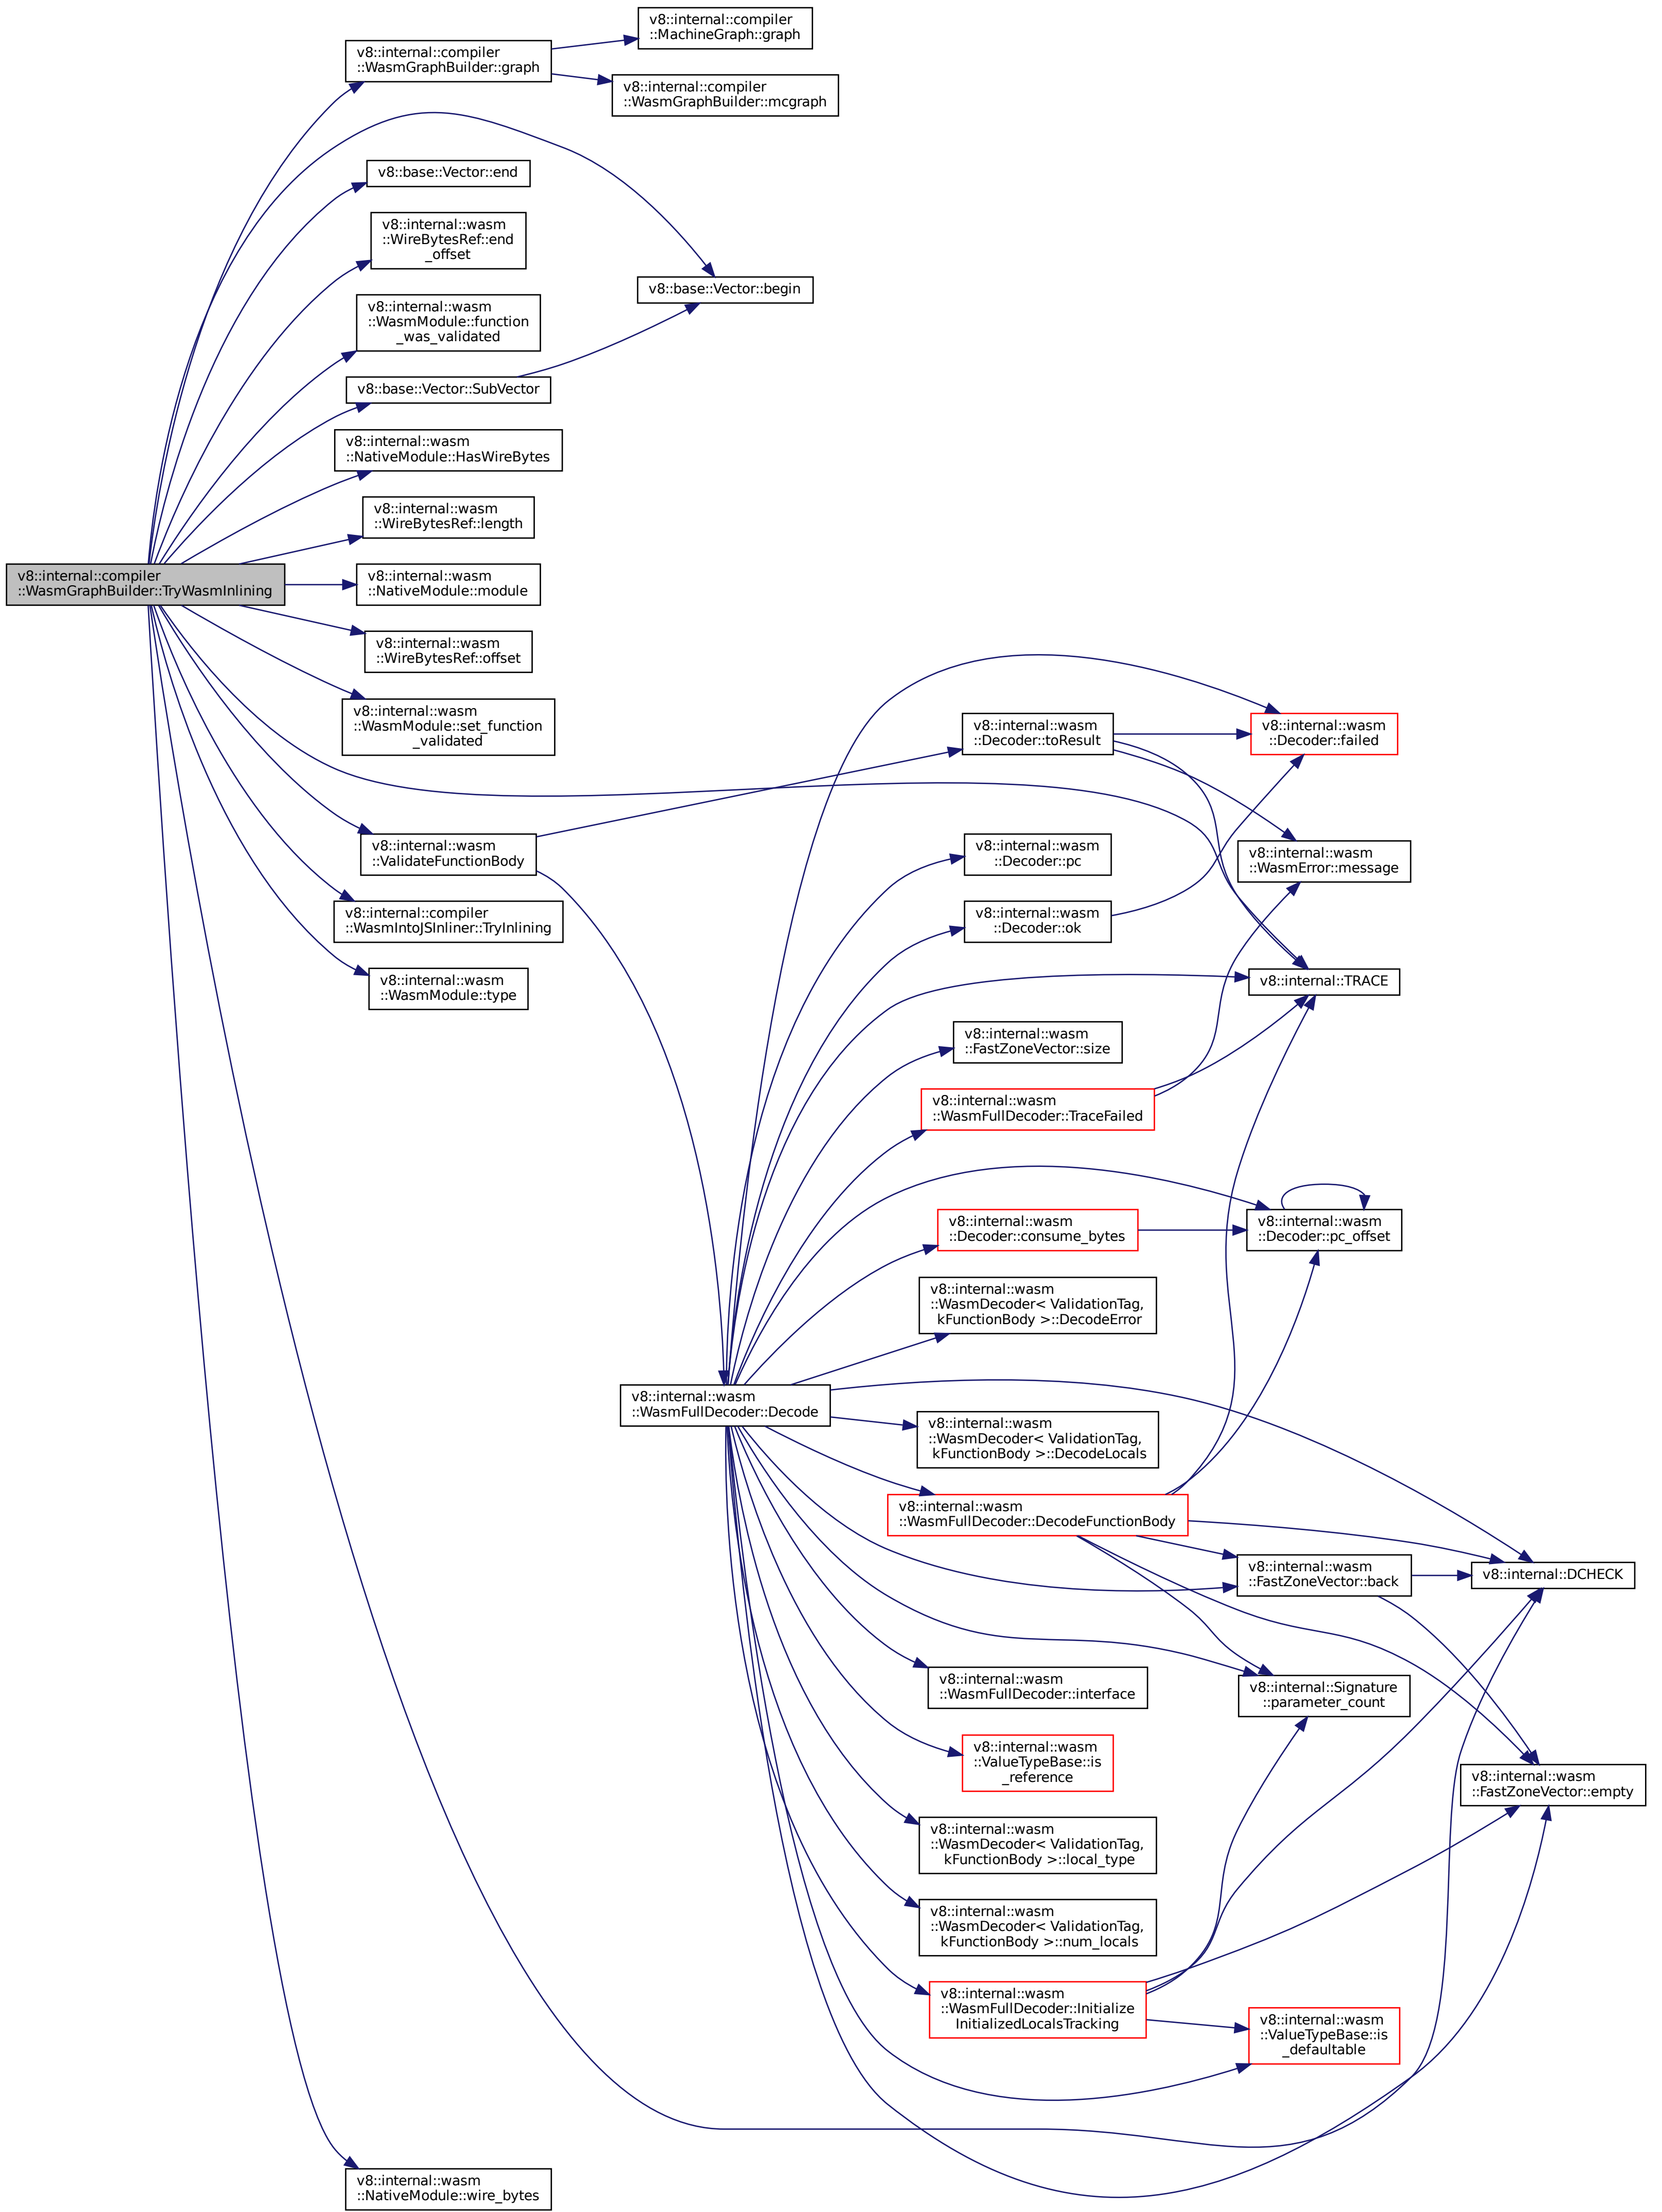 v8::internal::compiler
::MachineGraph::graph
v8::internal::compiler
::WasmGraphBuilder::graph
v8::internal::compiler
::WasmGraphBuilder::mcgraph
v8::base::Vector::end
v8::internal::wasm
::WireBytesRef::end
_offset
v8::base::Vector::begin
v8::internal::wasm
::WasmModule::function
_was_validated
v8::base::Vector::SubVector
v8::internal::wasm
::NativeModule::HasWireBytes
v8::internal::wasm
::WireBytesRef::length
v8::internal::compiler
::WasmGraphBuilder::TryWasmInlining
v8::internal::wasm
::NativeModule::module
v8::internal::wasm
::WireBytesRef::offset
v8::internal::wasm
::WasmModule::set_function
_validated
v8::internal::wasm
::Decoder::toResult
v8::internal::wasm
::Decoder::failed
v8::internal::wasm
::ValidateFunctionBody
v8::internal::wasm
::Decoder::pc
v8::internal::wasm
::WasmError::message
v8::internal::compiler
::WasmIntoJSInliner::TryInlining
v8::internal::wasm
::Decoder::ok
v8::internal::wasm
::WasmModule::type
v8::internal::TRACE
v8::internal::wasm
::FastZoneVector::size
v8::internal::wasm
::WasmFullDecoder::TraceFailed
v8::internal::wasm
::Decoder::consume_bytes
v8::internal::wasm
::Decoder::pc_offset
v8::internal::wasm
::WasmDecoder< ValidationTag,
kFunctionBody >::DecodeError
v8::internal::wasm
::WasmFullDecoder::Decode
v8::internal::wasm
::WasmDecoder< ValidationTag,
kFunctionBody >::DecodeLocals
v8::internal::wasm
::WasmFullDecoder::DecodeFunctionBody
v8::internal::wasm
::FastZoneVector::back
v8::internal::DCHECK
v8::internal::wasm
::WasmFullDecoder::interface
v8::internal::Signature
::parameter_count
v8::internal::wasm
::ValueTypeBase::is
_reference
v8::internal::wasm
::FastZoneVector::empty
v8::internal::wasm
::WasmDecoder< ValidationTag,
kFunctionBody >::local_type
v8::internal::wasm
::WasmDecoder< ValidationTag,
kFunctionBody >::num_locals
v8::internal::wasm
::WasmFullDecoder::Initialize
InitializedLocalsTracking
v8::internal::wasm
::ValueTypeBase::is
_defaultable
v8::internal::wasm
::NativeModule::wire_bytes